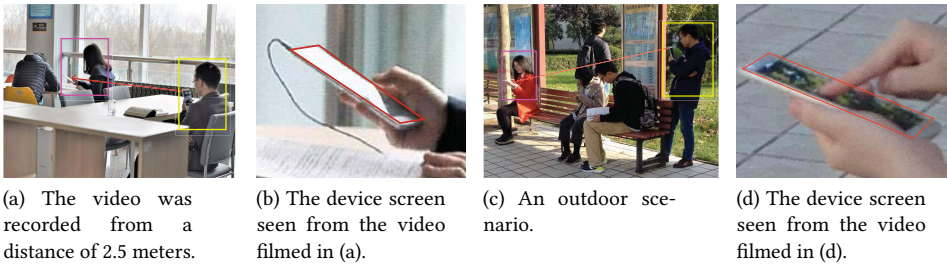 (a) The video was
recorded from a
distance of 2.5 meters.
(b) The device screen
seen from the video
filmed in (a).
(c) An outdoor sce-
nario.
(d) The device screen
seen from the video
filmed in (d).